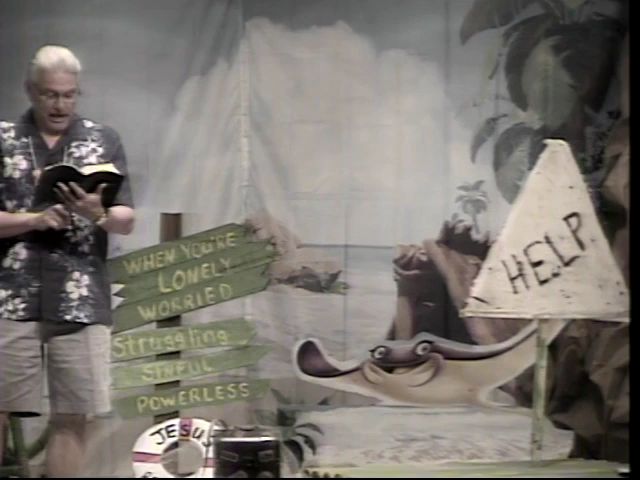 WHEN YOU'RE
LONELY
WORRIED
Struggling
SINFUL
POWERLESS
HELP
JESUS